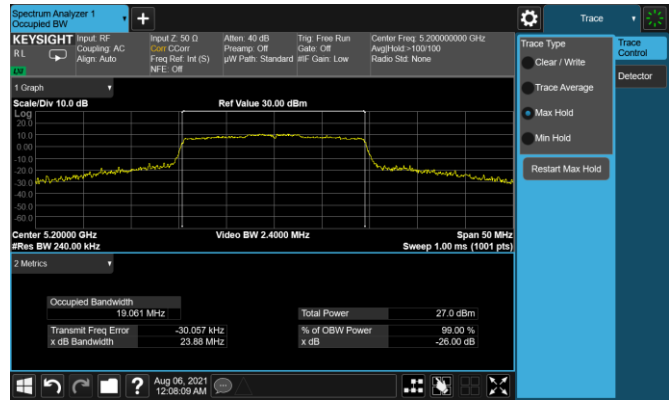 Spectrum Analyzer 1
Occupied BW
Trace
KEYSIGHT
RL
LXI
Input: RF
Coupling: AC
Align: Auto
Input Z: 50 Ω
Corr CCorr
Freq Ref: Int (S)
NFE: Off
Atten: 40 dB
Preamp: Off
µW Path: Standard
Trig: Free Run
Gate: Off
#IF Gain: Low
Center Freq: 5.200000000 GHz
Avg|Hold:>100/100
Radio Std: None
Trace Type
Clear / Write
Trace Average
Max Hold
Min Hold
Restart Max Hold
Trace
Control
Detector
1 Graph
Scale/Div 10.0 dB
Ref Value 30.00 dBm
Log
20.0
10.0
0.00
-10.0
-20.0
-30.0
-40.0
-50.0
-60.0
Center 5.20000 GHz
Video BW 2.4000 MHz
Span 50 MHz
#Res BW 240.00 kHz
Sweep 1.00 ms (1001 pts)
2 Metrics
Occupied Bandwidth
19.061 MHz
Total Power 27.0 dBm
Transmit Freq Error -30.057 kHz
% of OBW Power 99.00 %
x dB Bandwidth 23.88 MHz
x dB -26.00 dB
?
Aug 06, 2021
12:08:09 AM